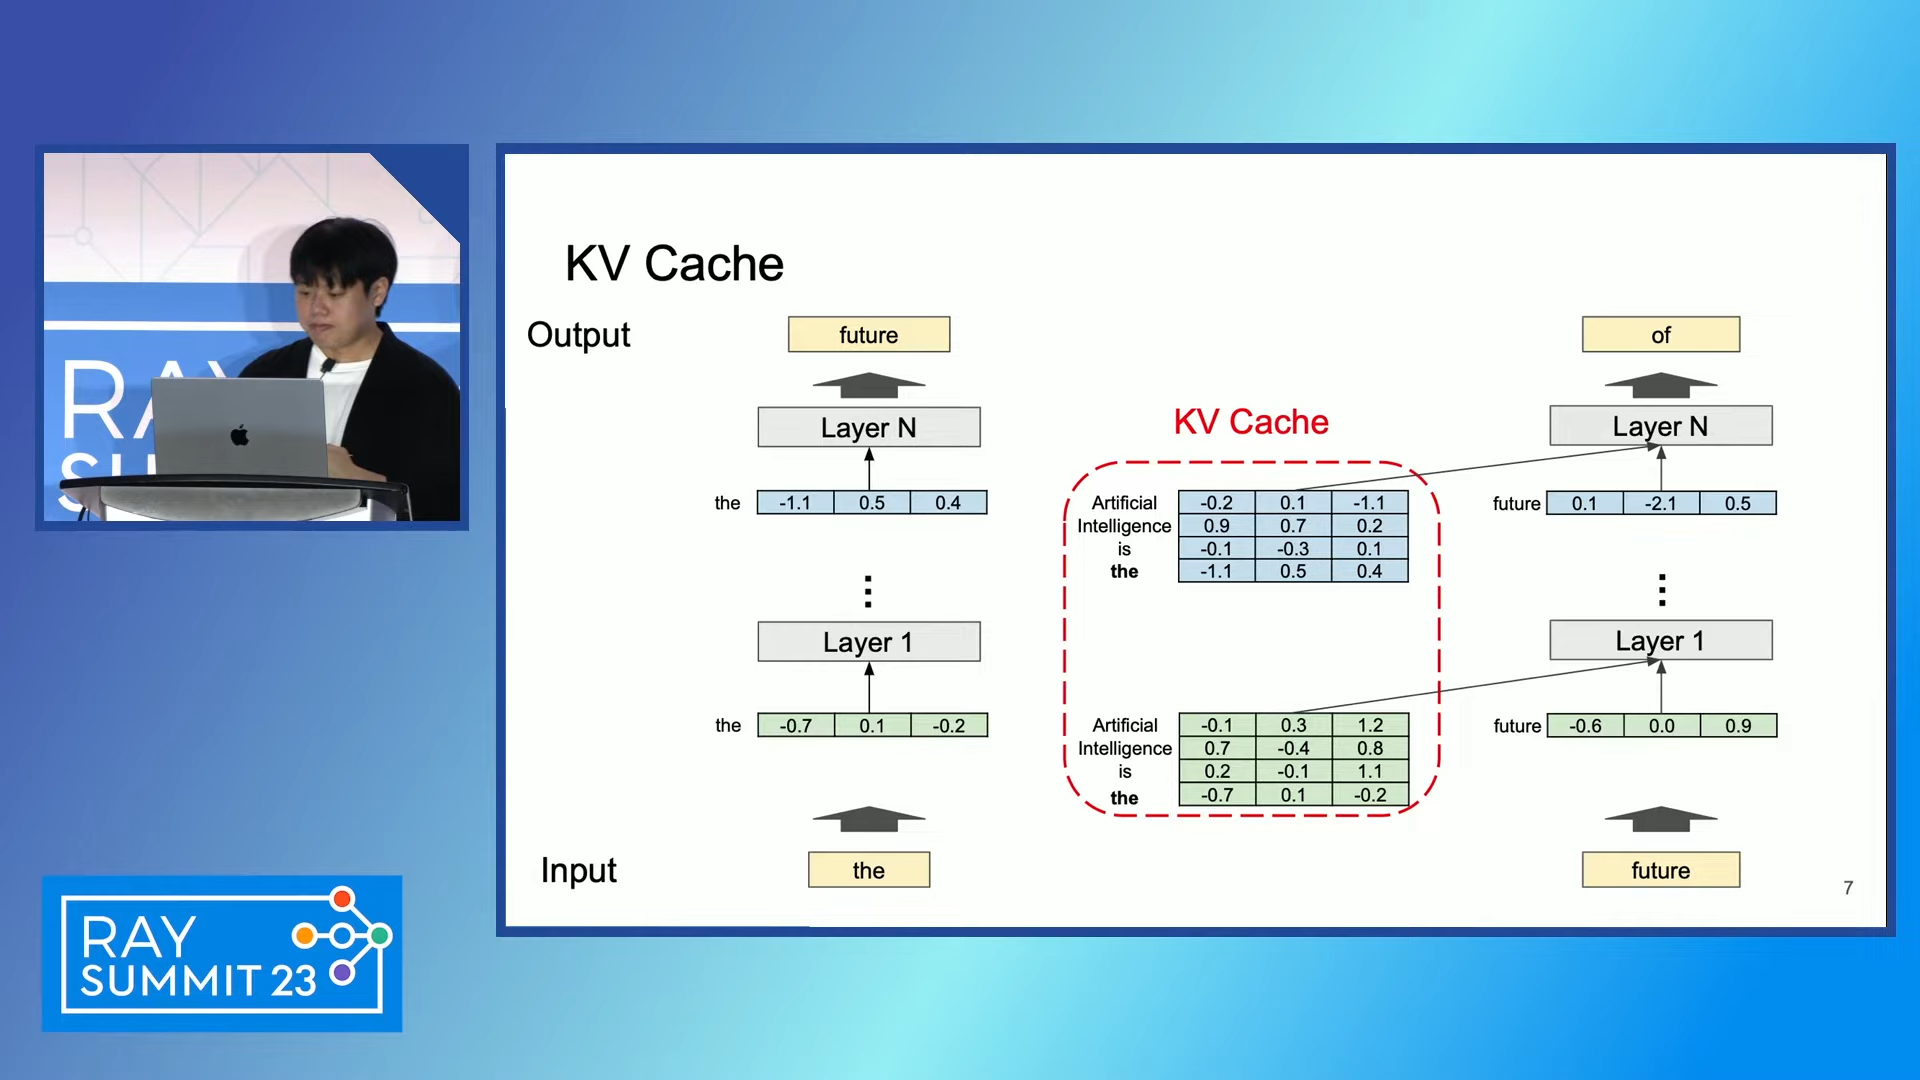 KV Cache
Output
future
of
Layer N
KV Cache
Layer N
the -1.1 0.5 0.4
Artificial -0.2 0.1 -1.1
Intelligence 0.9 0.7 0.2
is -0.1 -0.3 0.1
the -1.1 0.5 0.4
future 0.1 -2.1 0.5
Layer 1
Layer 1
the -0.7 0.1 -0.2
Artificial -0.1 0.3 1.2
Intelligence 0.7 -0.4 0.8
is 0.2 -0.1 1.1
the -0.7 0.1 -0.2
future -0.6 0.0 0.9
Input
the
future
7
RAY
SUMMIT 23
RAY
SU